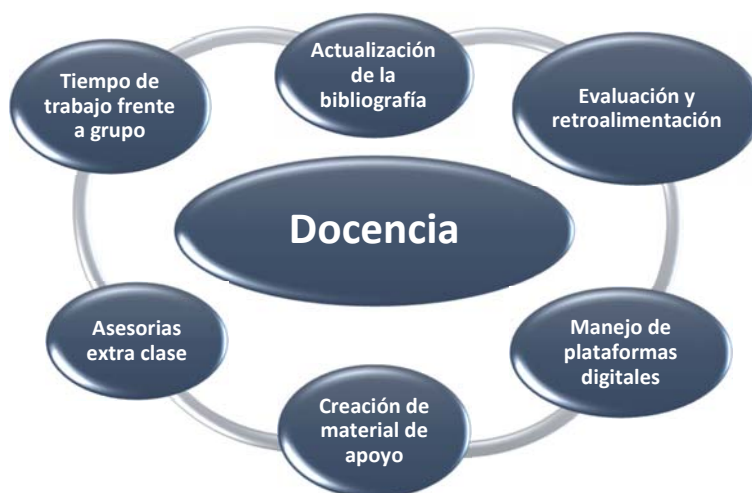 Actualización
de la
bibliografía
Evaluación y
retroalimentación
Manejo de
plataformas
digitales
Creación de
material de
apoyo
Asesorias
extra clase
Tiempo de
trabajo frente
a grupo
Docencia